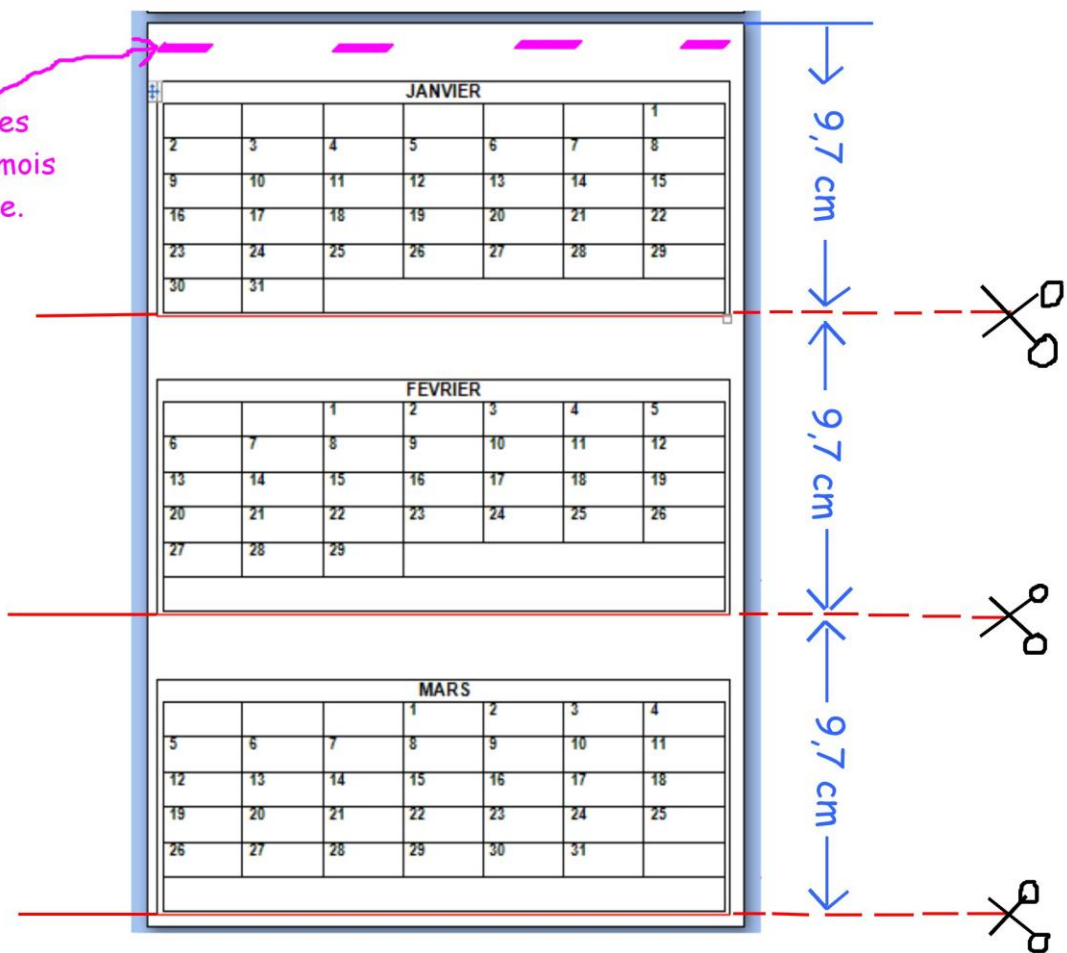 es
mois
e.
JANVIER
1
2 3 4 5 6 7 8
9 10 11 12 13 14 15
16 17 18 19 20 21 22
23 24 25 26 27 28 29
30 31
9,7 cm
FEVRIER
1 2 3 4 5
6 7 8 9 10 11 12
13 14 15 16 17 18 19
20 21 22 23 24 25 26
27 28 29
9,7 cm
MARS
1 2 3 4
5 6 7 8 9 10 11
12 13 14 15 16 17 18
19 20 21 22 23 24 25
26 27 28 29 30 31
9,7 cm